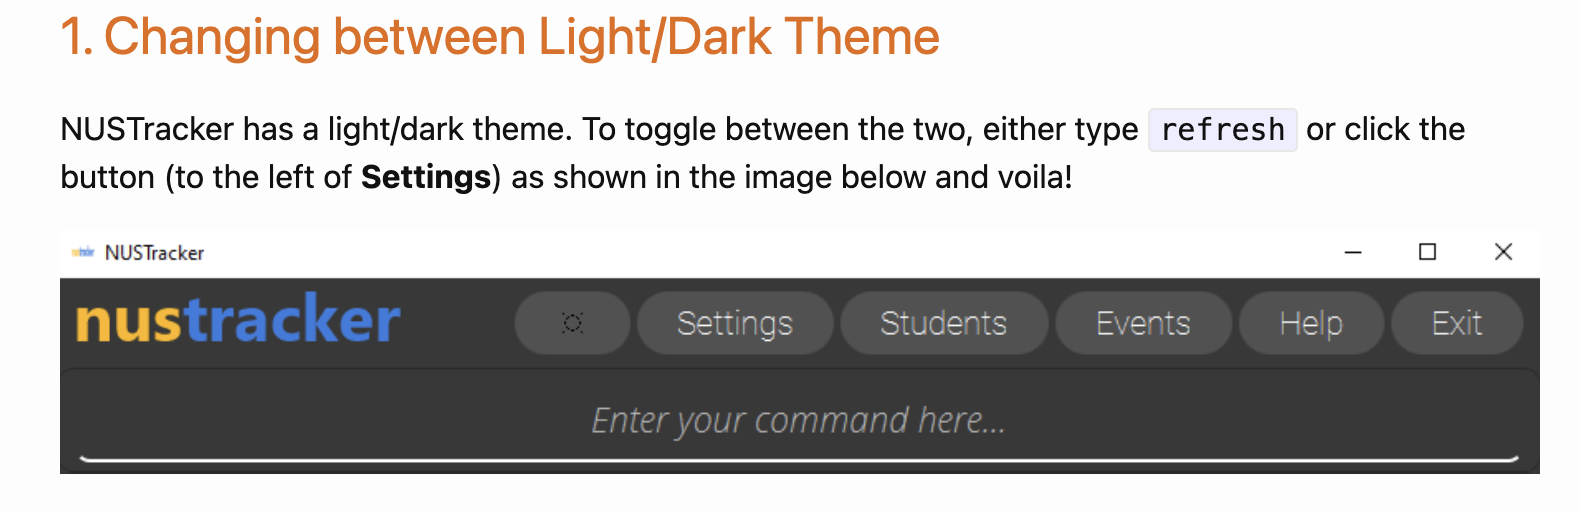 1. Changing between Light/Dark Theme
NUSTracker has a light/dark theme. To toggle between the two, either type refresh or click the
button (to the left of Settings) as shown in the image below and voila!
NUSTracker
nustracker Settings Students Events Help Exit
Enter your command here...